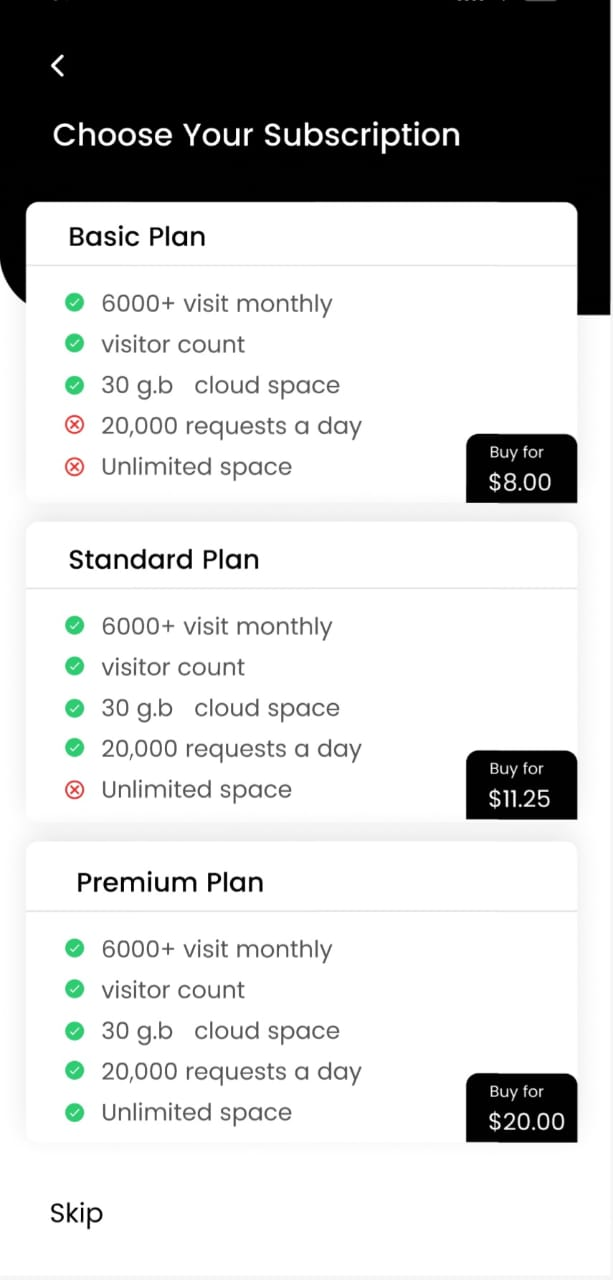 Choose Your Subscription
Basic Plan
6000+ visit monthly
visitor count
30 g.b cloud space
20,000 requests a day
Unlimited space
Buy for
$8.00
Standard Plan
6000+ visit monthly
visitor count
30 g.b cloud space
20,000 requests a day
Unlimited space
Buy for
$11.25
Premium Plan
6000+ visit monthly
visitor count
30 g.b cloud space
20,000 requests a day
Unlimited space
Buy for
$20.00
Skip